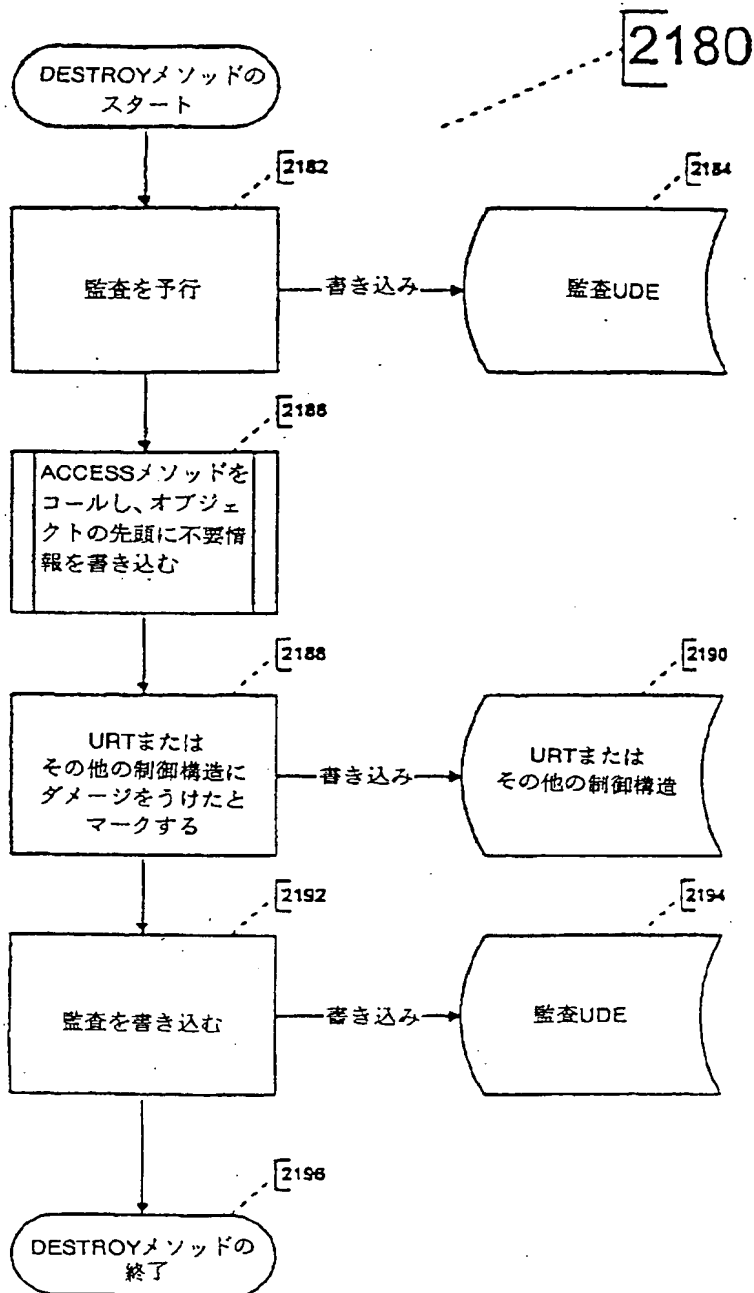 2180
DESTROYメソッドの
スタート
2182
2184
監査を予行
書き込み
監査UDE
2186
ACCESSメソッドを
コールし、オブジェ
クトの先頭に不要情
報を書き込む
2188
2190
URTまたは
その他の制御構造に
ダメージをうけたと
マークする
書き込み
URTまたは
その他の制御構造
2192
2194
監査を書き込む
書き込み
監査UDE
2196
DESTROYメソッドの
終了